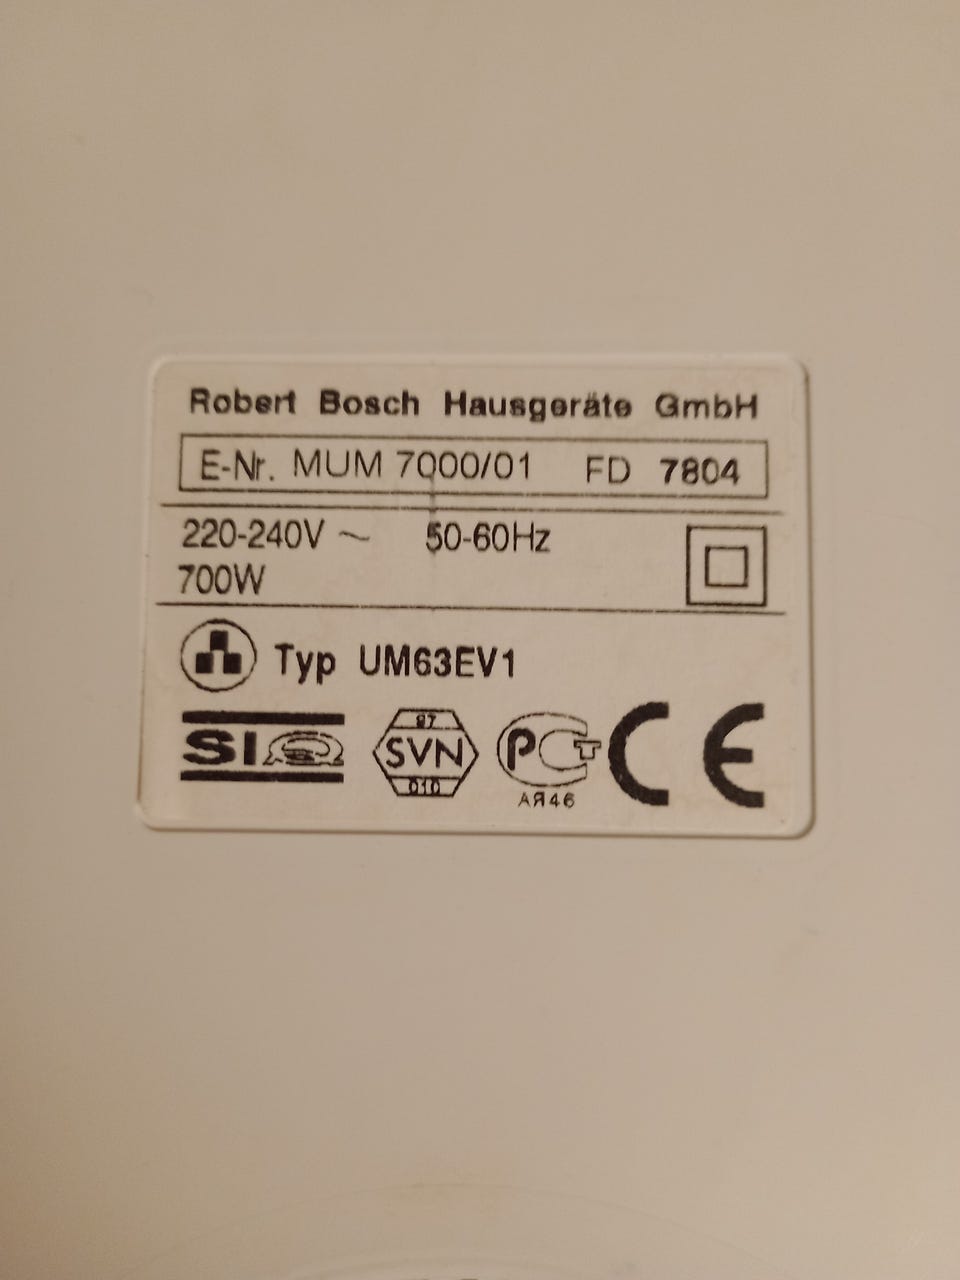 Robert Bosch Hausgeräte GmbH
E-Nr. MUM 7000/01 FD 7804
220-240V ~ 50-60Hz
700W
Typ UM63EV1
SI
97
SVN
010
PCT
АЯ46
CE